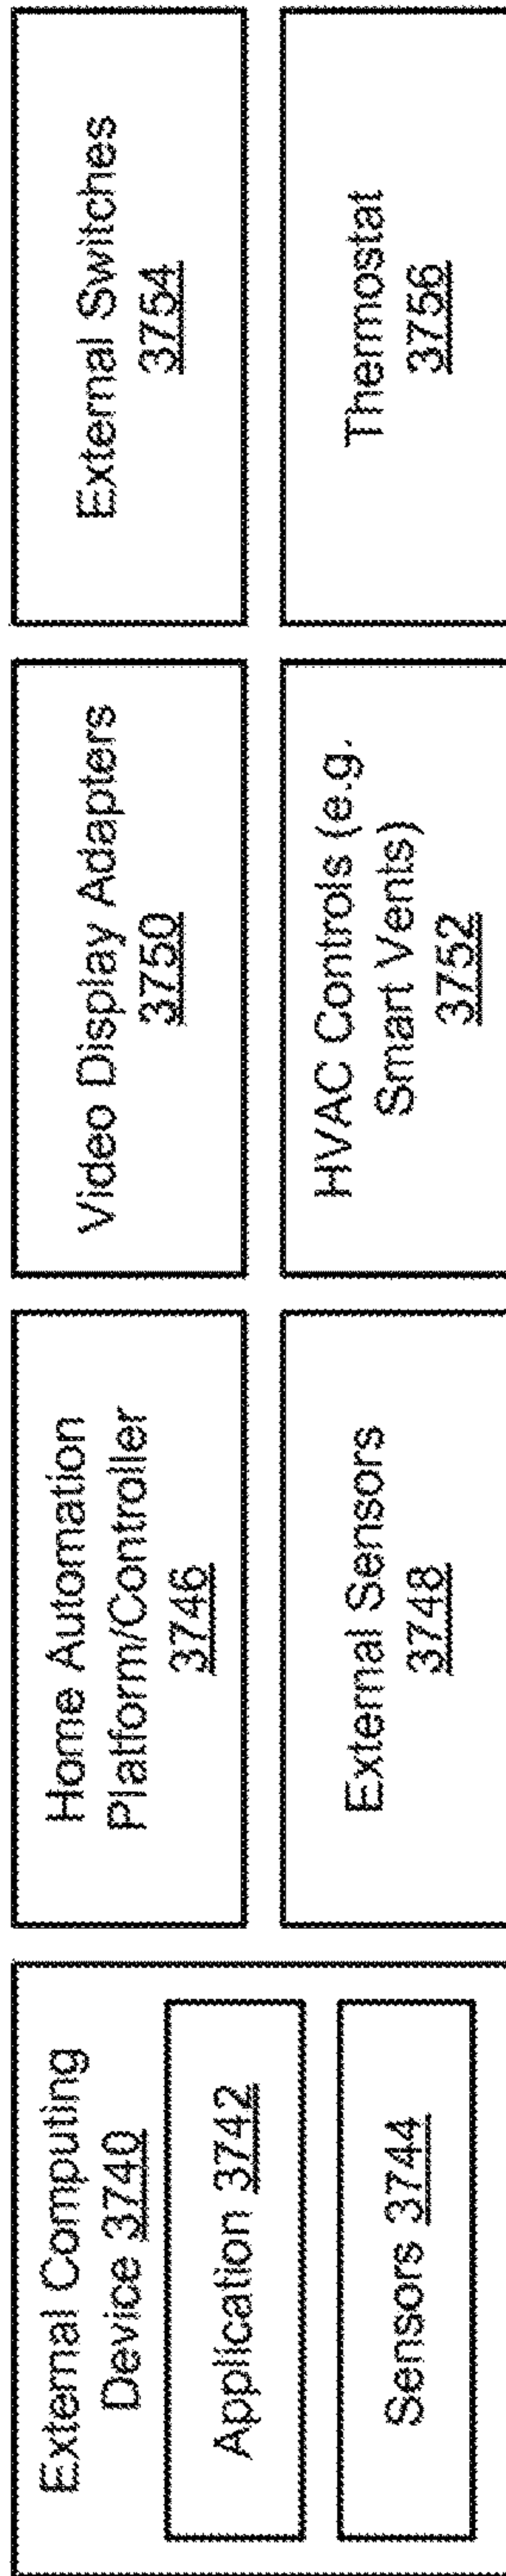 External Computing
Device 3740
Application 3742
Sensors 3744
Home Automation
Platform/Controller
3746
External Sensors
3748
Video Display Adapters
3750
HVAC Controls (e.g.
Smart Vents)
3752
External Switches
3754
Thermostat
3756